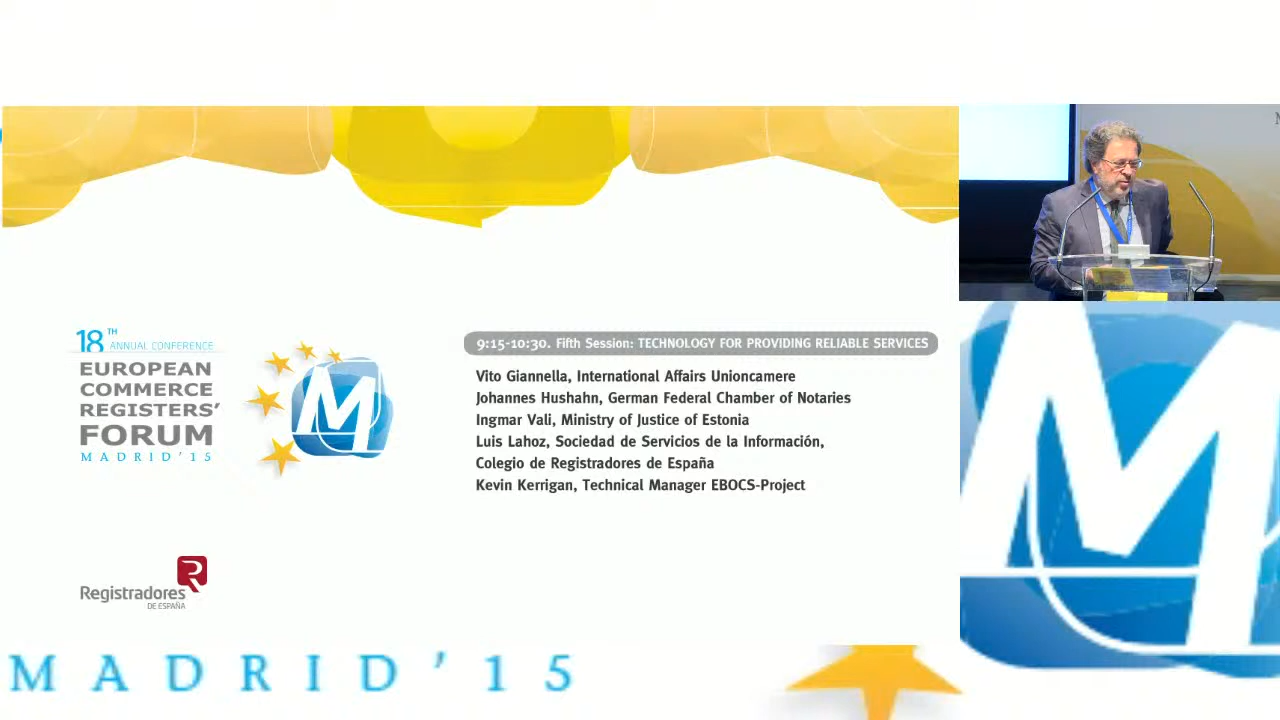 18TH ANNUAL CONFERENCE
EUROPEAN
COMMERCE
REGISTERS'
FORUM
MADRID'15
9:15-10:30. Fifth Session: TECHNOLOGY FOR PROVIDING RELIABLE SERVICES
Vito Giannella, International Affairs Unioncamere
Johannes Hushahn, German Federal Chamber of Notaries
Ingmar Vali, Ministry of Justice of Estonia
Luis Lahoz, Sociedad de Servicios de la Información,
Colegio de Registradores de España
Kevin Kerrigan, Technical Manager EBOCS-Project
M
R
Registradores
DE ESPAÑA
MADRID'15
M